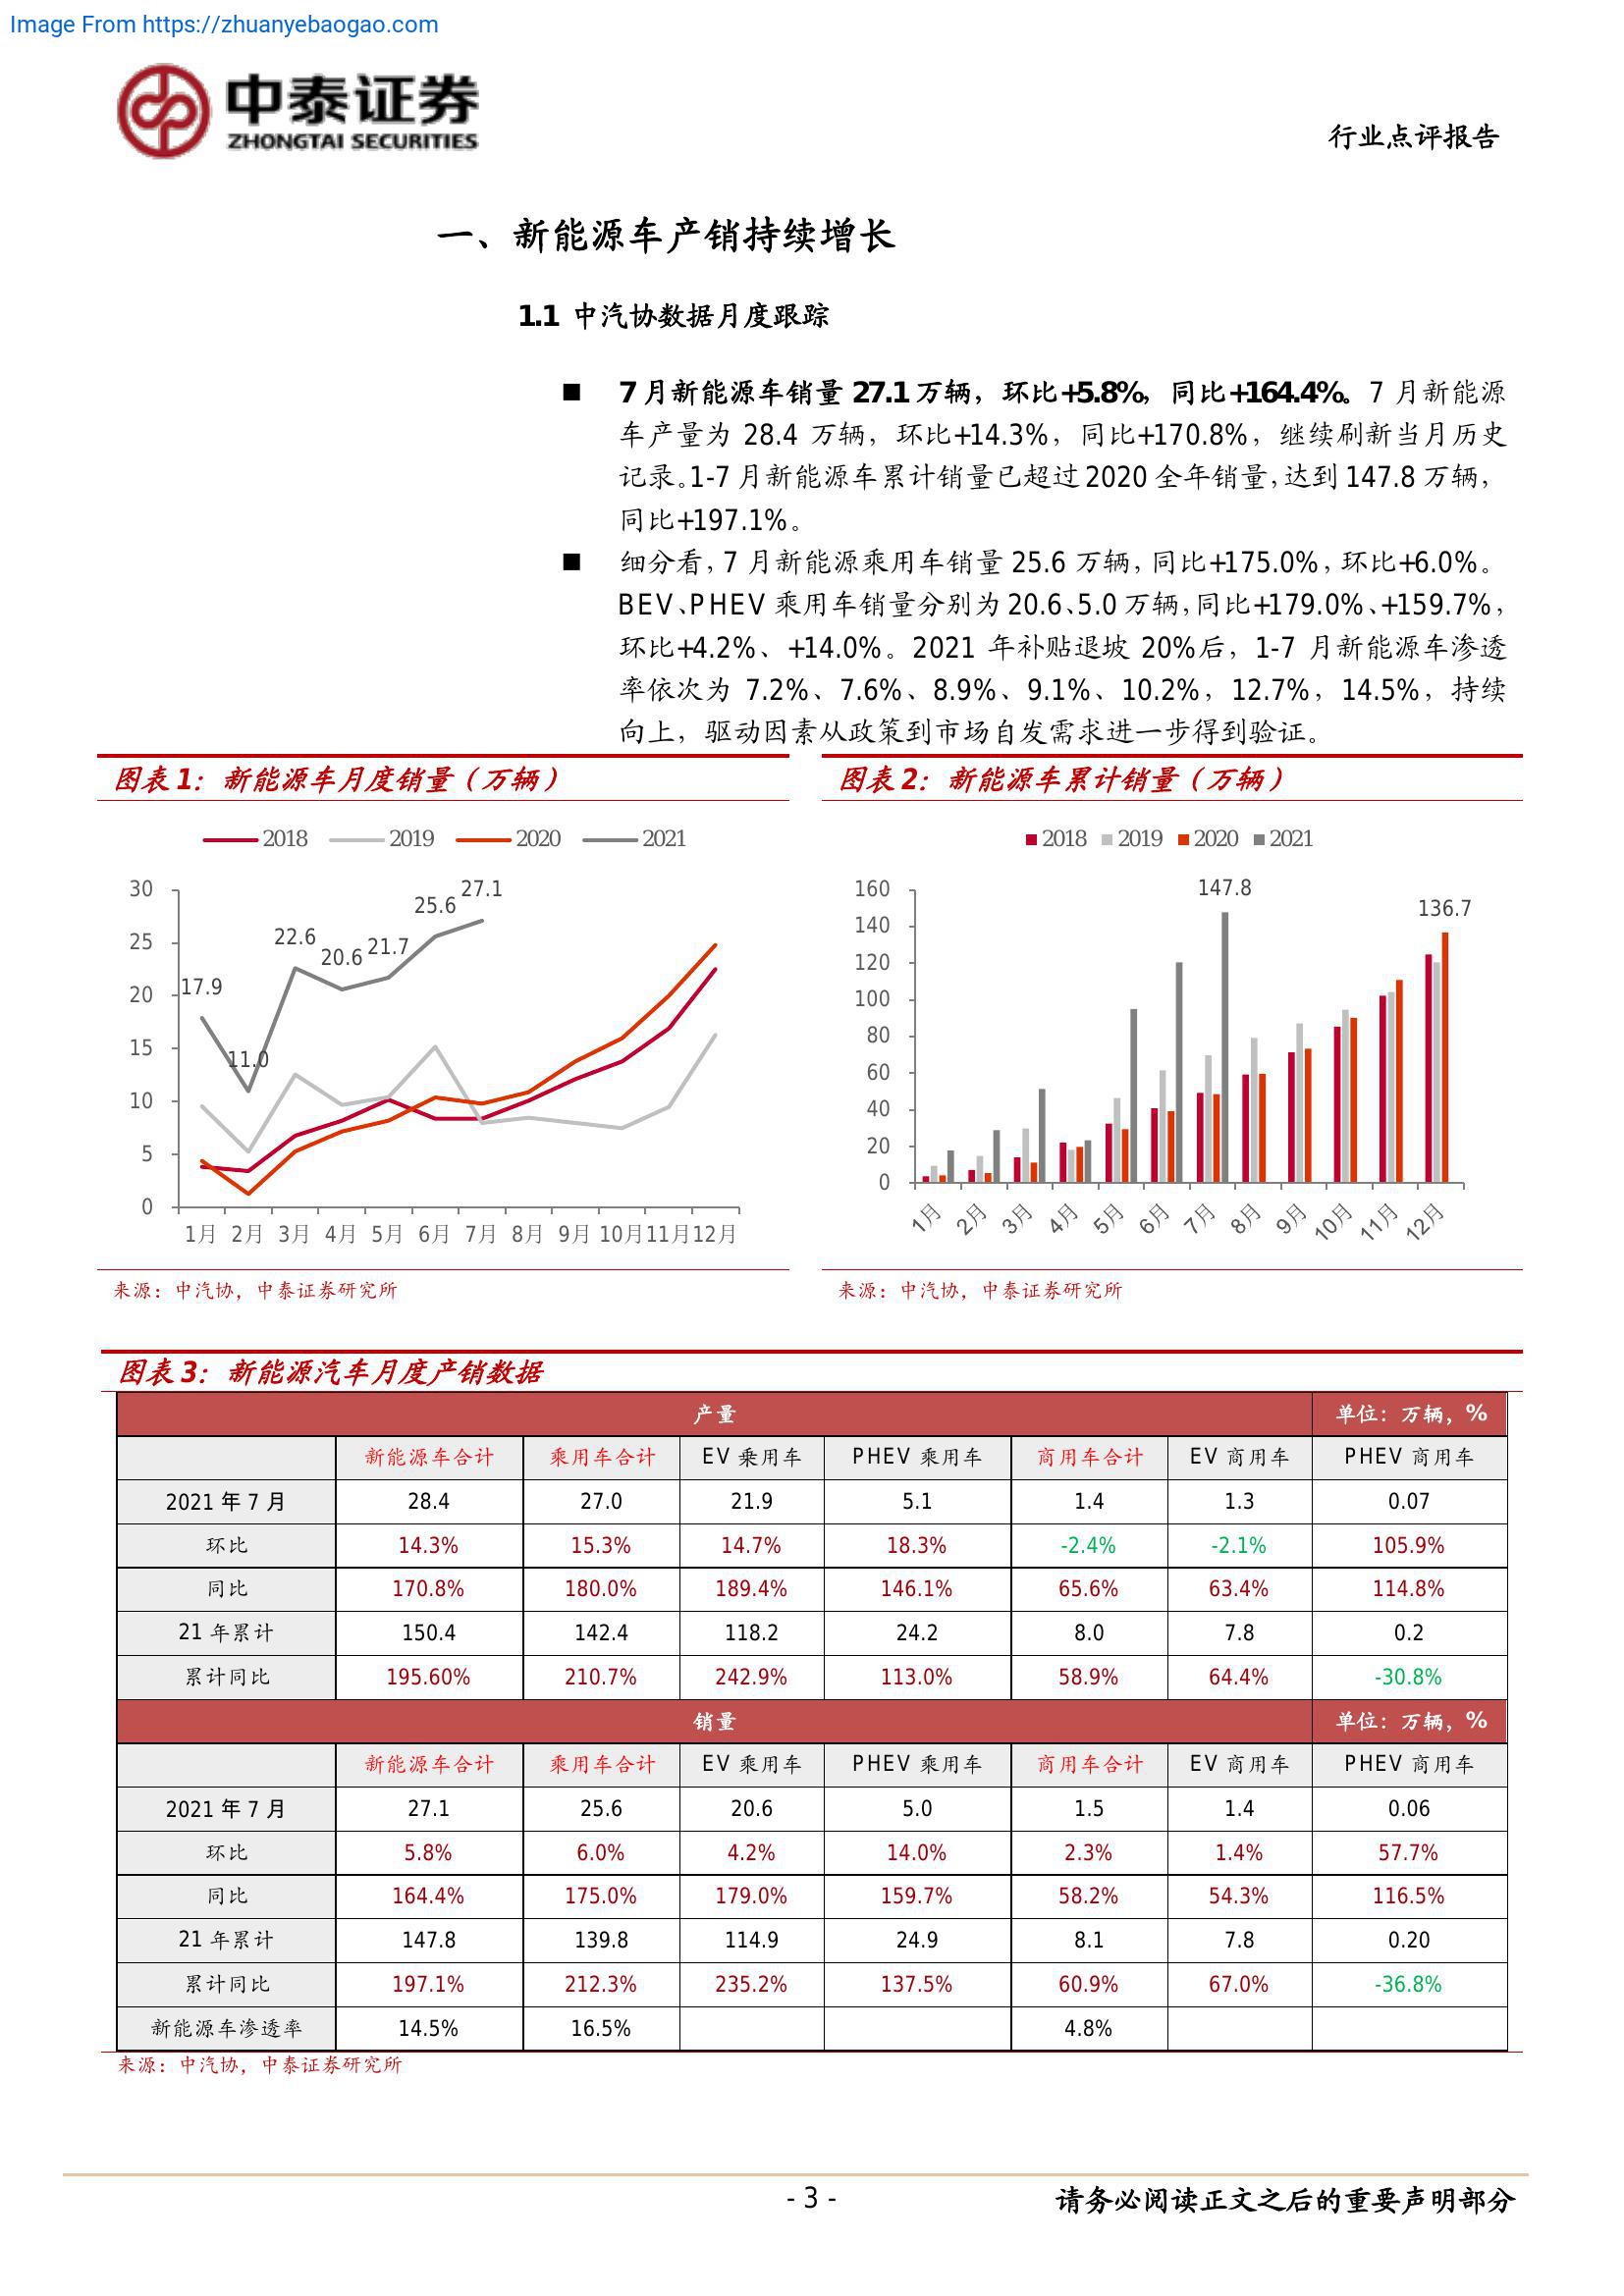 Image From https://zhuanyebaogao.com
中泰证券
ZHONGTAI SECURITIES
行业点评报告
一、新能源车产销持续增长
1.1 中汽协数据月度跟踪
■ 7 月新能源车销量 27.1 万辆，环比+5.8%，同比+164.4%。7 月新能源
车产量为 28.4 万辆，环比+14.3%，同比+170.8%，继续刷新当月历史
记录。1-7 月新能源车累计销量已超过 2020 全年销量，达到 147.8 万辆，
同比+197.1%。
■ 细分看，7 月新能源乘用车销量 25.6 万辆，同比+175.0%，环比+6.0%。
BEV、PHEV 乘用车销量分别为 20.6、5.0 万辆，同比+179.0%、+159.7%，
环比+4.2%、+14.0%。2021 年补贴退坡 20%后，1-7 月新能源车渗透
率依次为 7.2%、7.6%、8.9%、9.1%、10.2%，12.7%，14.5%，持续
向上，驱动因素从政策到市场自发需求进一步得到验证。
图表 1：新能源车月度销量（万辆）
2018 2019 2020 2021
30
25
20
15
10
5
0
17.9
11.0
22.6
20.6
21.7
25.6
27.1
1月 2月 3月 4月 5月 6月 7月 8月 9月 10月 11月 12月
来源：中汽协，中泰证券研究所
图表 2：新能源车累计销量（万辆）
2018 2019 2020 2021
160
140
120
100
80
60
40
20
0
147.8
136.7
1月 2月 3月 4月 5月 6月 7月 8月 9月 10月 11月 12月
来源：中汽协，中泰证券研究所
图表 3：新能源汽车月度产销数据
产量 单位：万辆，%
新能源车合计 乘用车合计 EV 乘用车 PHEV 乘用车 商用车合计 EV 商用车 PHEV 商用车
2021 年 7 月 28.4 27.0 21.9 5.1 1.4 1.3 0.07
环比 14.3% 15.3% 14.7% 18.3% -2.4% -2.1% 105.9%
同比 170.8% 180.0% 189.4% 146.1% 65.6% 63.4% 114.8%
21 年累计 150.4 142.4 118.2 24.2 8.0 7.8 0.2
累计同比 195.60% 210.7% 242.9% 113.0% 58.9% 64.4% -30.8%
销量 单位：万辆，%
新能源车合计 乘用车合计 EV 乘用车 PHEV 乘用车 商用车合计 EV 商用车 PHEV 商用车
2021 年 7 月 27.1 25.6 20.6 5.0 1.5 1.4 0.06
环比 5.8% 6.0% 4.2% 14.0% 2.3% 1.4% 57.7%
同比 164.4% 175.0% 179.0% 159.7% 58.2% 54.3% 116.5%
21 年累计 147.8 139.8 114.9 24.9 8.1 7.8 0.20
累计同比 197.1% 212.3% 235.2% 137.5% 60.9% 67.0% -36.8%
新能源车渗透率 14.5% 16.5% 4.8%
来源：中汽协，中泰证券研究所
- 3 -
请务必阅读正文之后的重要声明部分